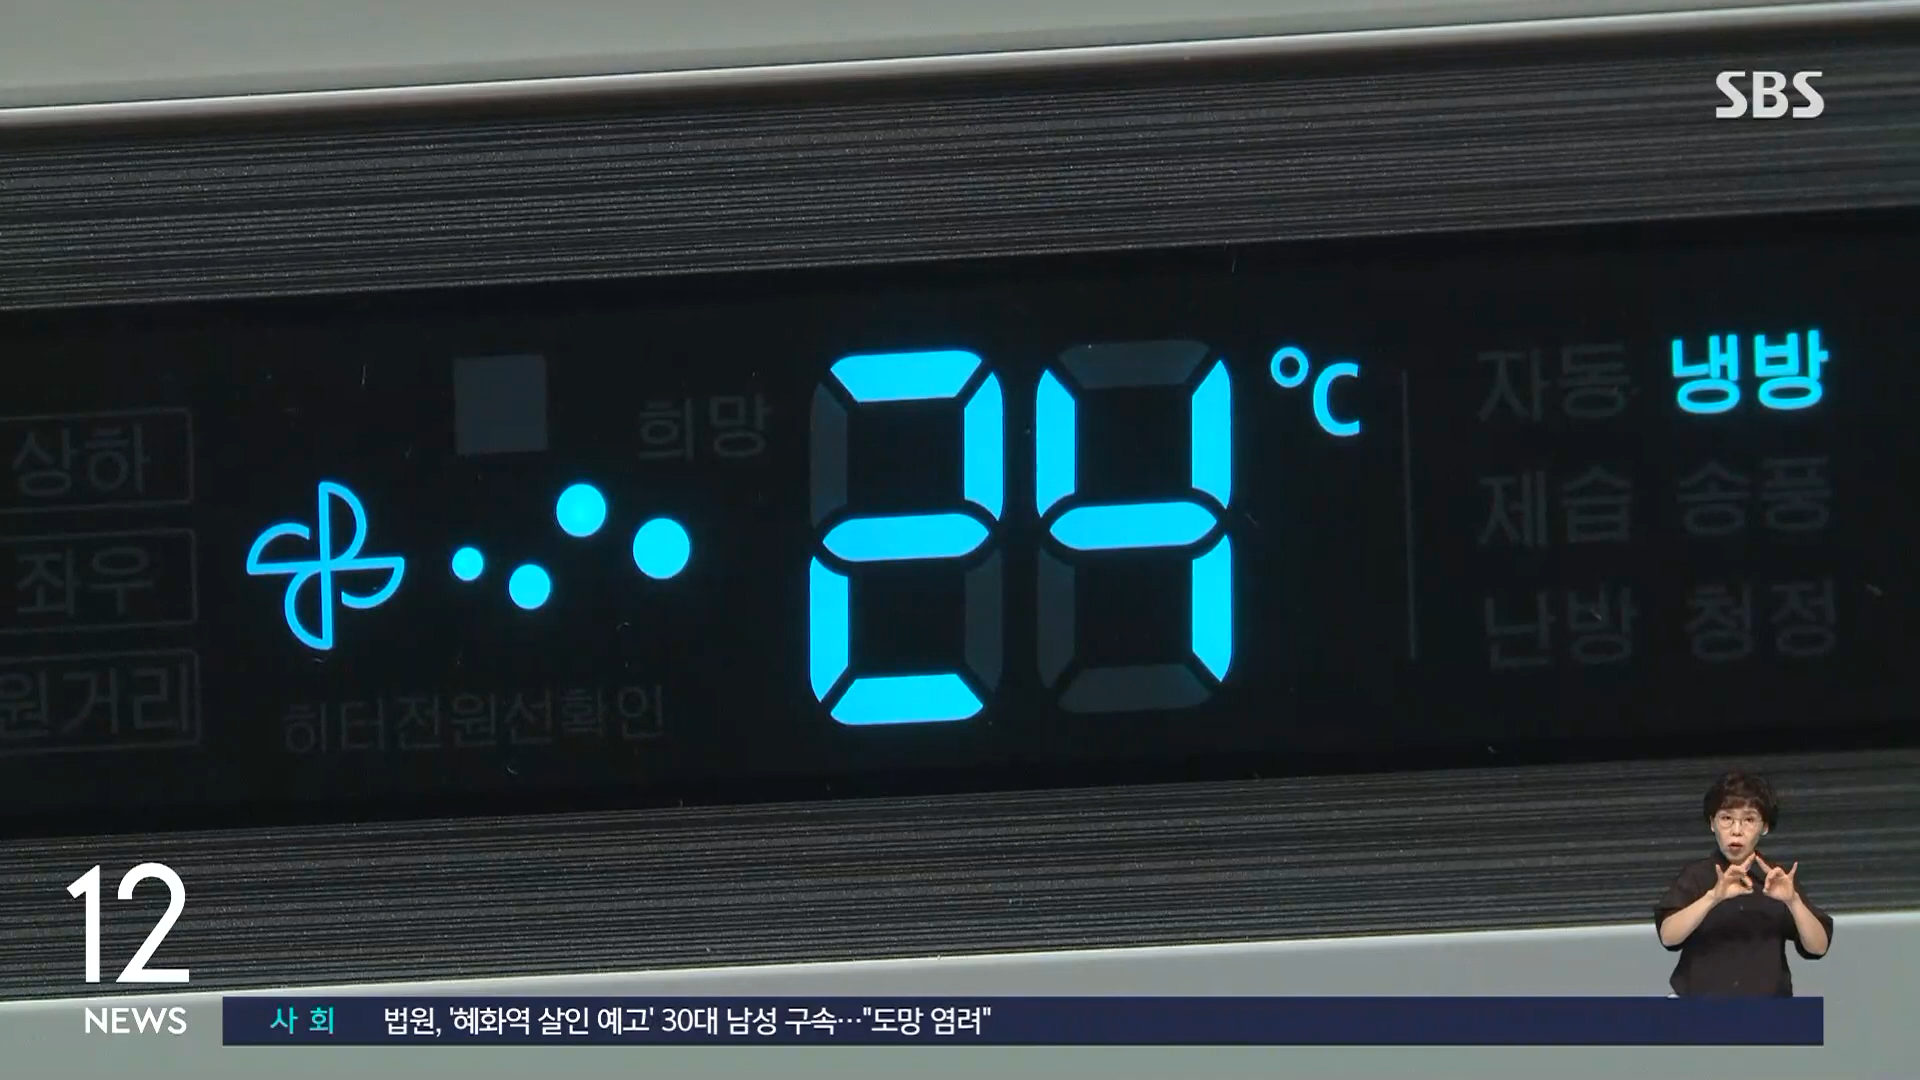 SBS
희망
24 ℃
자동 냉방
제습 송풍
난방 청정
상하
좌우
원거리
히터전원선확인
12
NEWS
사회 법원, '혜화역 살인 예고' 30대 남성 구속…"도망 염려"